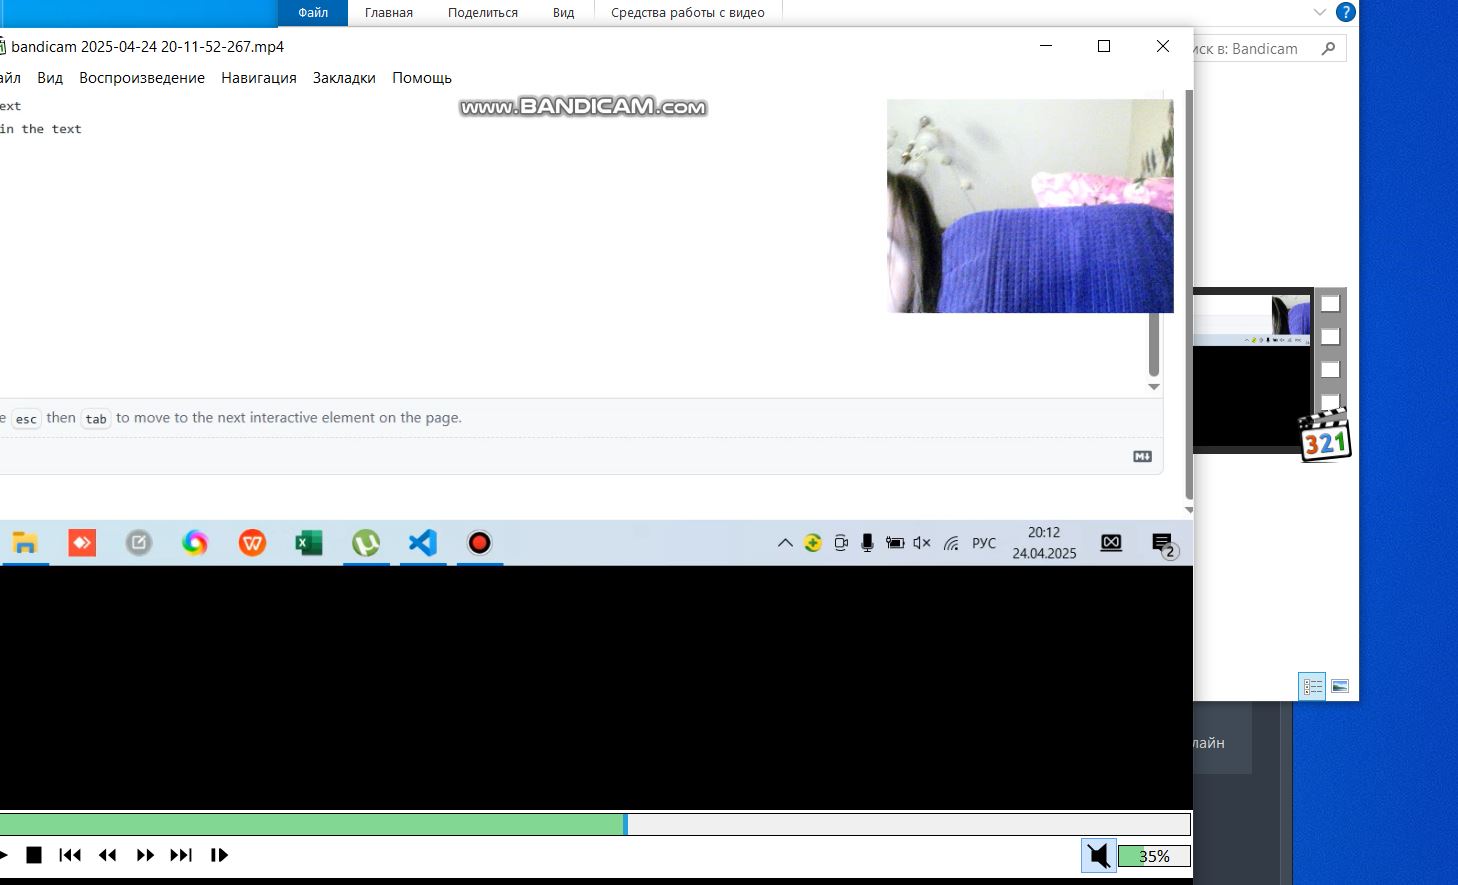 Файл Главная Поделиться Вид Средства работы с видео ?
bandicam 2025-04-24 20-11-52-267.mp4
иск в: Bandicam
айл Вид Воспроизведение Навигация Закладки Помощь
ext
www.BANDICAM.com
in the text
e esc then tab to move to the next interactive element on the page.
321
M
W X
РУС
20:12
24.04.2025
2
лайн
35%